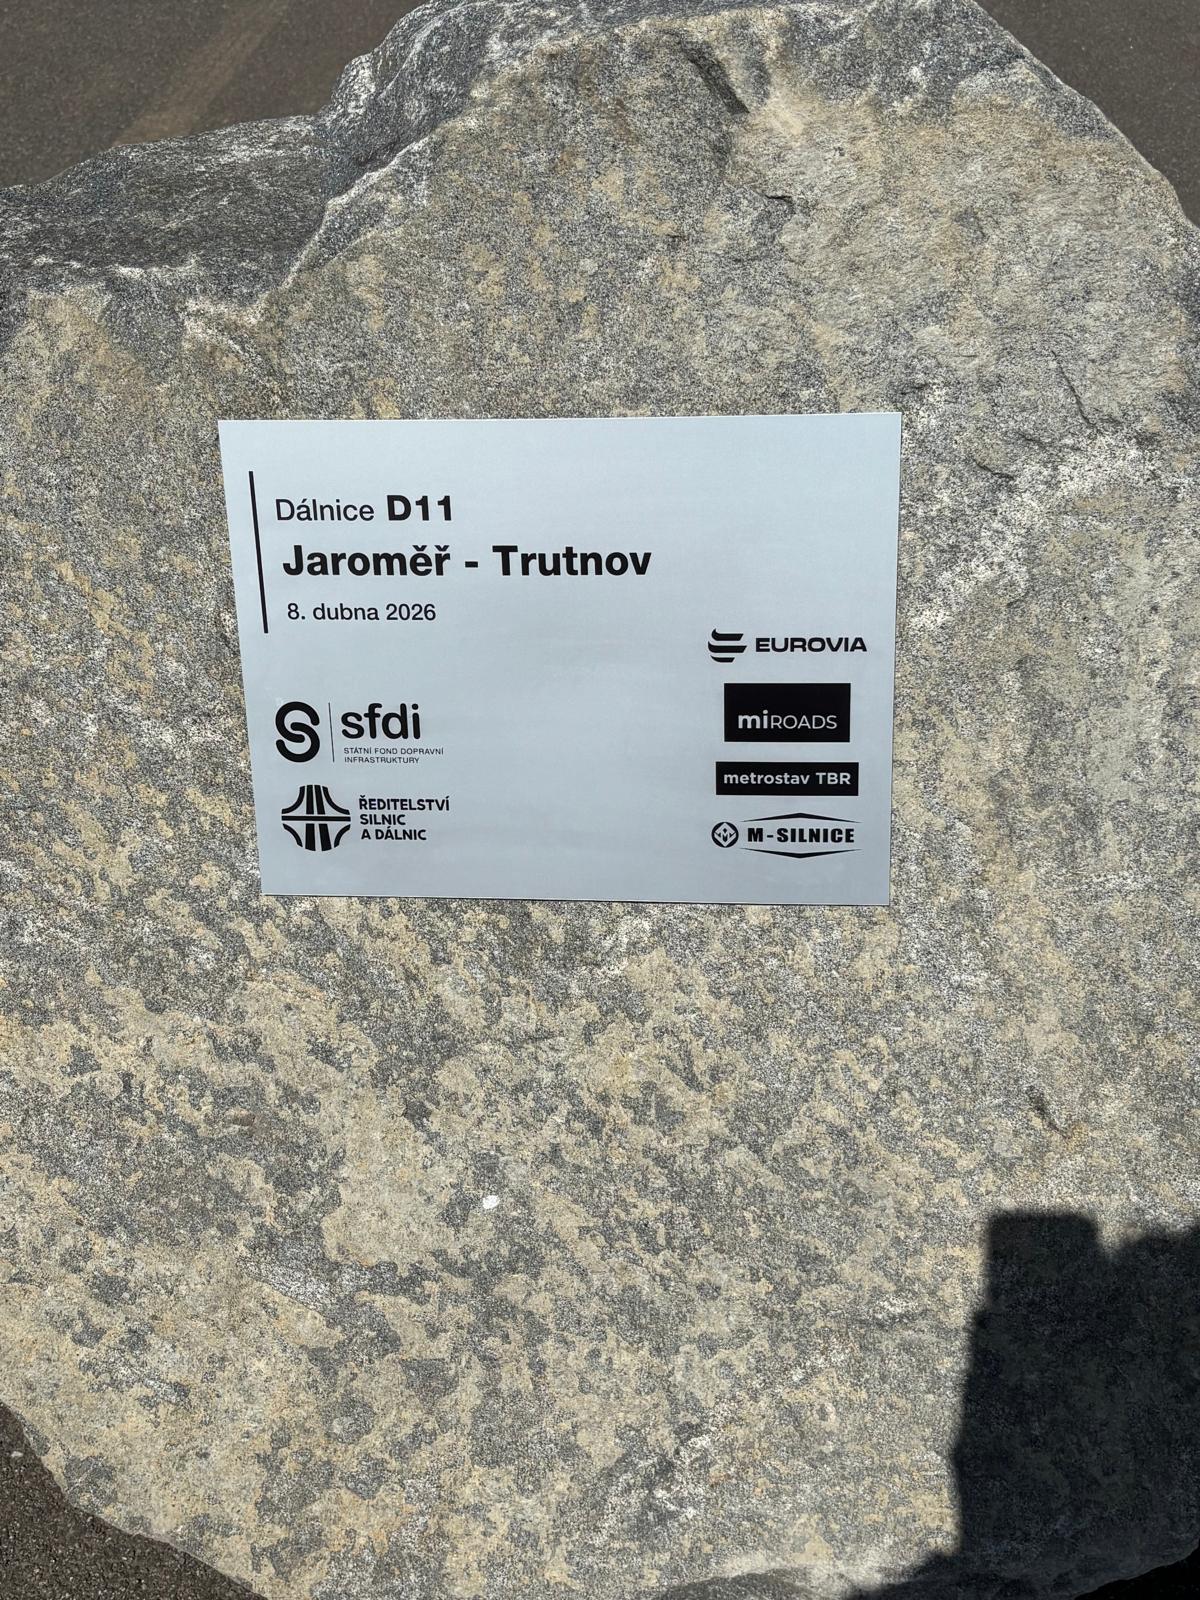 Dálnice D11
Jaroměř - Trutnov
8. dubna 2026
sfdi
STÁTNÍ FOND DOPRAVNÍ
INFRASTRUKTURY
ŘEDITELSTVÍ
SILNIC
A DÁLNIC
EUROVIA
miROADS
metrostav TBR
M-SILNICE